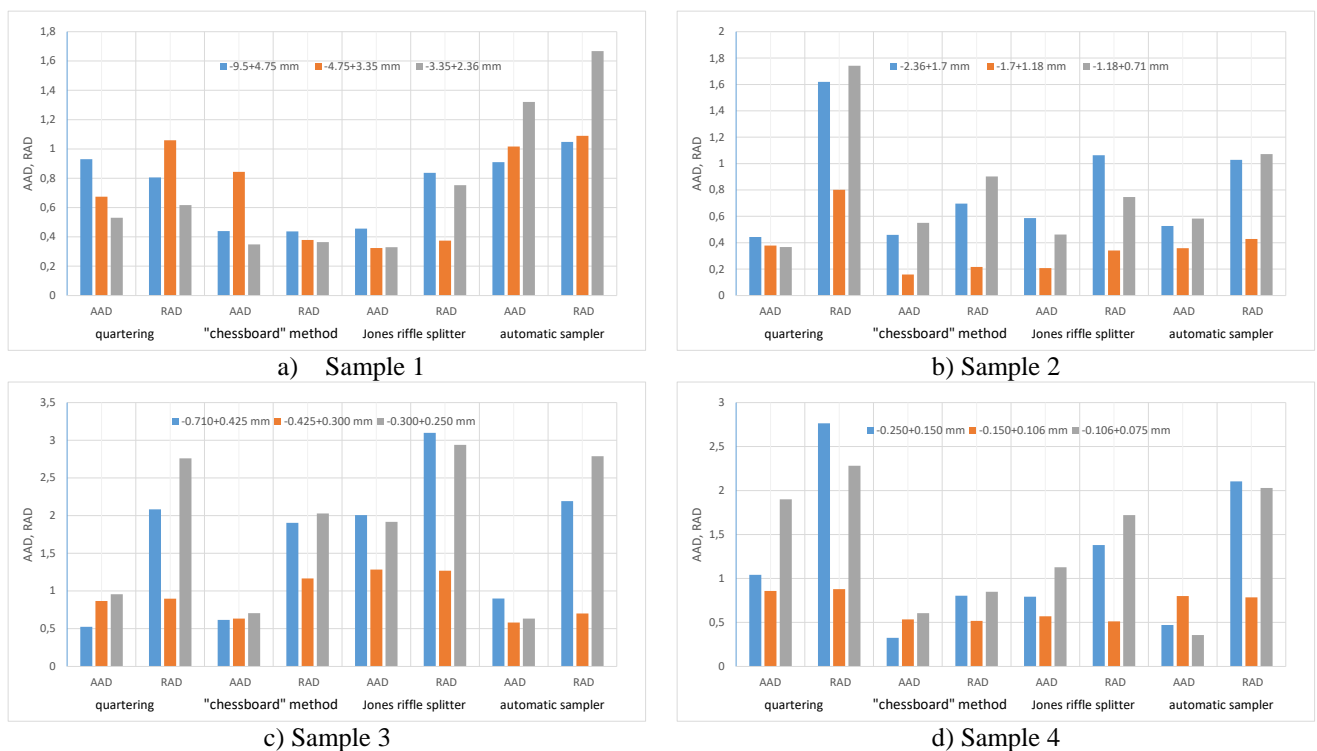 1,8
1,6
1,4
1,2
1
0,8
0,6
0,4
0,2
0
AAD, RAD
-9.5+4.75 mm -4.75+3.35 mm -3.35+2.36 mm
AAD RAD AAD RAD AAD RAD AAD RAD
quartering "chessboard" method Jones riffle splitter automatic sampler
a) Sample 1
2
1,8
1,6
1,4
1,2
1
0,8
0,6
0,4
0,2
0
AAD, RAD
-2.36+1.7 mm -1.7+1.18 mm -1.18+0.71 mm
AAD RAD AAD RAD AAD RAD AAD RAD
quartering "chessboard" method Jones riffle splitter automatic sampler
b) Sample 2
3,5
3
2,5
2
1,5
1
0,5
0
AAD, RAD
-0.710+0.425 mm -0.425+0.300 mm -0.300+0.250 mm
AAD RAD AAD RAD AAD RAD AAD RAD
quartering "chessboard" method Jones riffle splitter automatic sampler
c) Sample 3
3
2,5
2
1,5
1
0,5
0
AAD, RAD
-0.250+0.150 mm -0.150+0.106 mm -0.106+0.075 mm
AAD RAD AAD RAD AAD RAD AAD RAD
quartering "chessboard" method Jones riffle splitter automatic sampler
d) Sample 4